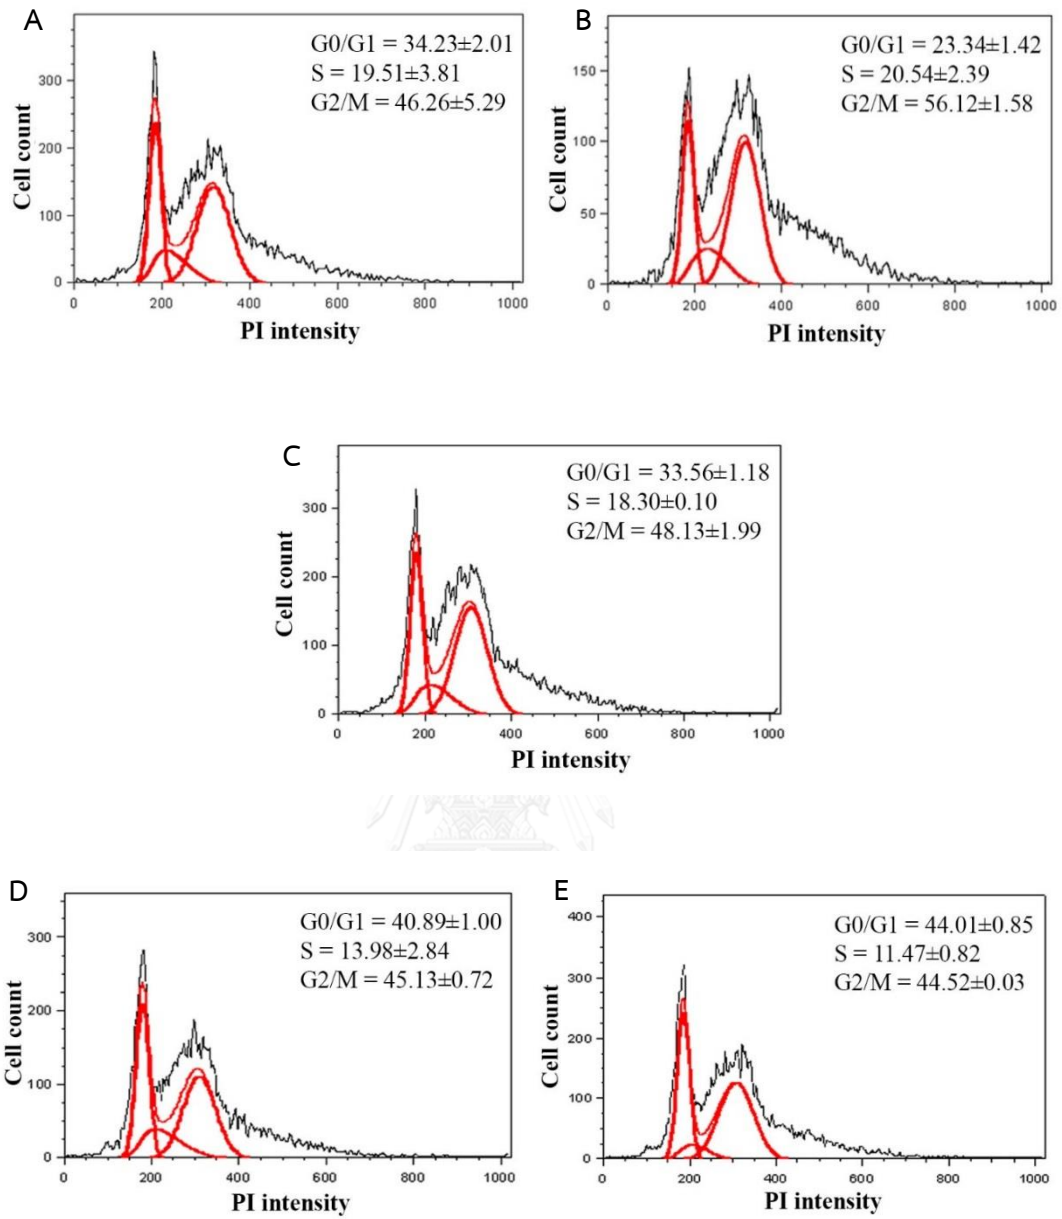 A
G0/G1 = 34.23±2.01
S = 19.51±3.81
G2/M = 46.26±5.29
Cell count
300
200
100
0
0 200 400 600 800 1000
PI intensity
B
G0/G1 = 23.34±1.42
S = 20.54±2.39
G2/M = 56.12±1.58
Cell count
150
100
50
0
0 200 400 600 800 1000
PI intensity
C
G0/G1 = 33.56±1.18
S = 18.30±0.10
G2/M = 48.13±1.99
Cell count
300
200
100
0
0 200 400 600 800 1000
PI intensity
D
G0/G1 = 40.89±1.00
S = 13.98±2.84
G2/M = 45.13±0.72
Cell count
300
200
100
0
0 200 400 600 800 1000
PI intensity
E
G0/G1 = 44.01±0.85
S = 11.47±0.82
G2/M = 44.52±0.03
Cell count
400
300
200
100
0
0 200 400 600 800 1000
PI intensity